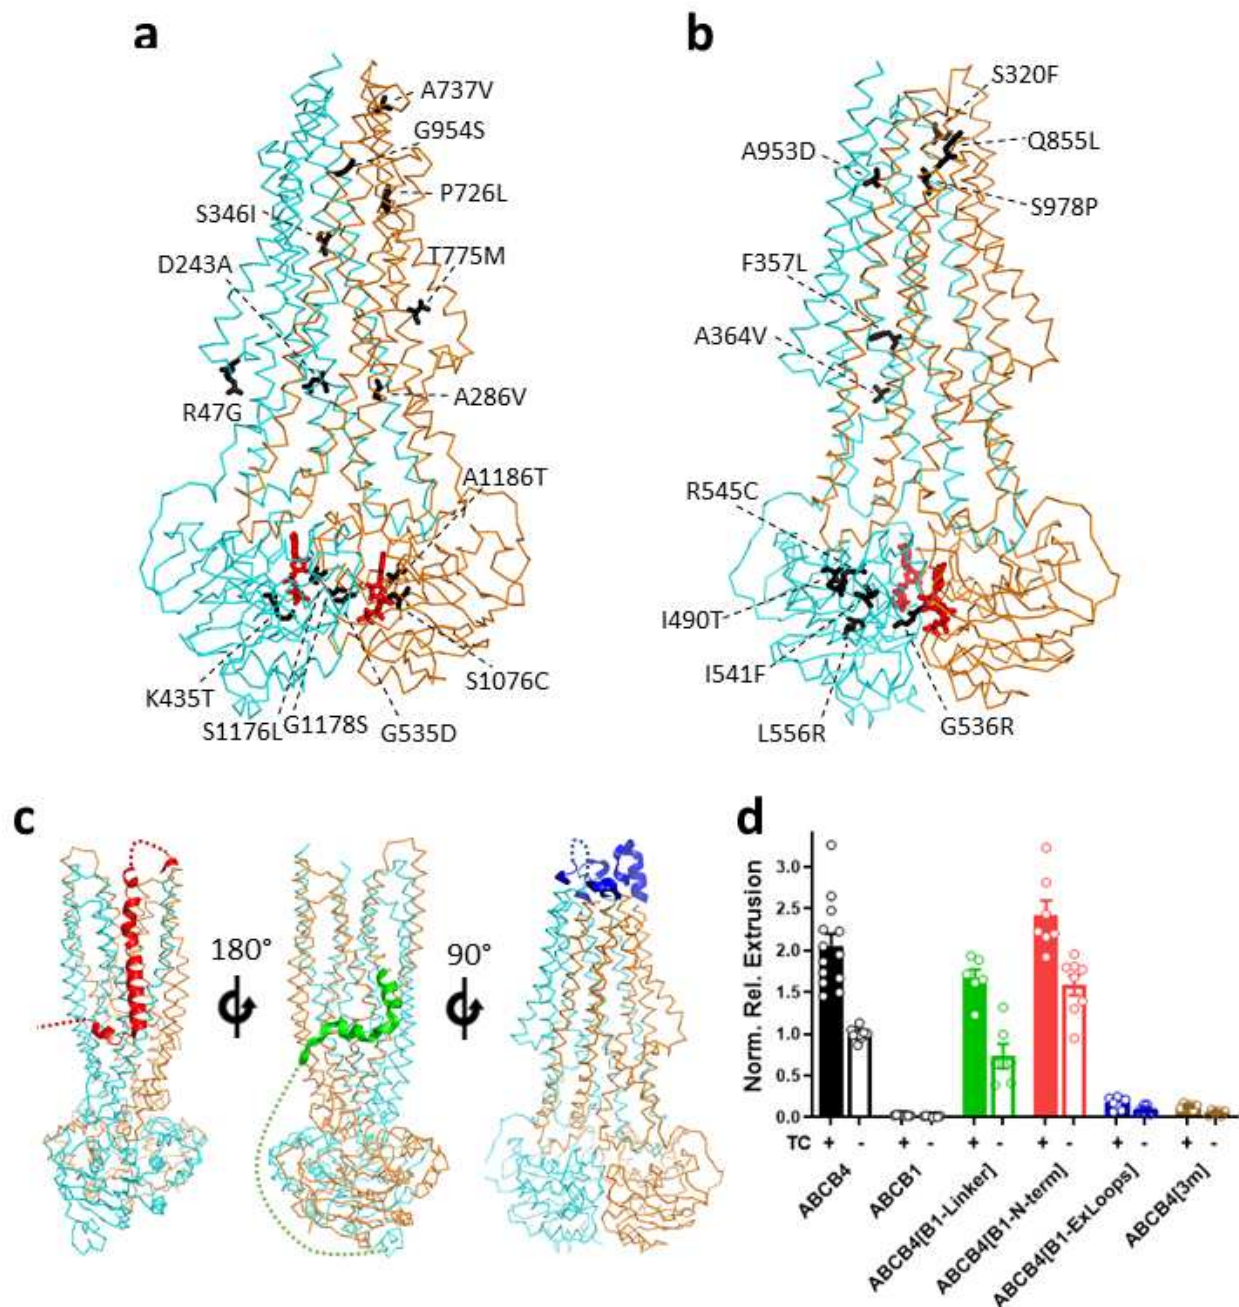 a
A737V
G954S
P726L
S346I
D243A
T775M
R47G
A286V
A1186T
K435T
S1176L
G1178S
G535D
S1076C
b
S320F
Q855L
A953D
S978P
F357L
A364V
R545C
I490T
I541F
L556R
G536R
c
180°
90°
d
Norm. Rel. Extrusion
3.0
2.5
2.0
1.5
1.0
0.5
0.0
TC + - + - + - + - + - + -
ABCB4
ABCB1
ABCB4[B1-Linker]
ABCB4[B1-N-term]
ABCB4[B1-ExLoops]
ABCB4[3m]